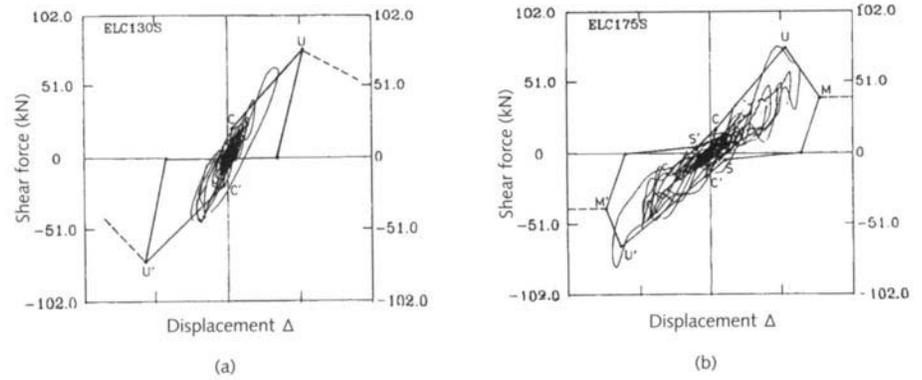 102.0
51.0
0
-51.0
-102.0
Shear force (kN)
ELC130S
U
C
C'
U'
102.0
51.0
0
-51.0
-102.0
Displacement Δ
(a)
102.0
51.0
0
-51.0
-109.0
Shear force (kN)
ELC175S
U
M
C
S'
S
C'
M'
U'
102.0
51.0
0
-51.0
-102.0
Displacement Δ
(b)